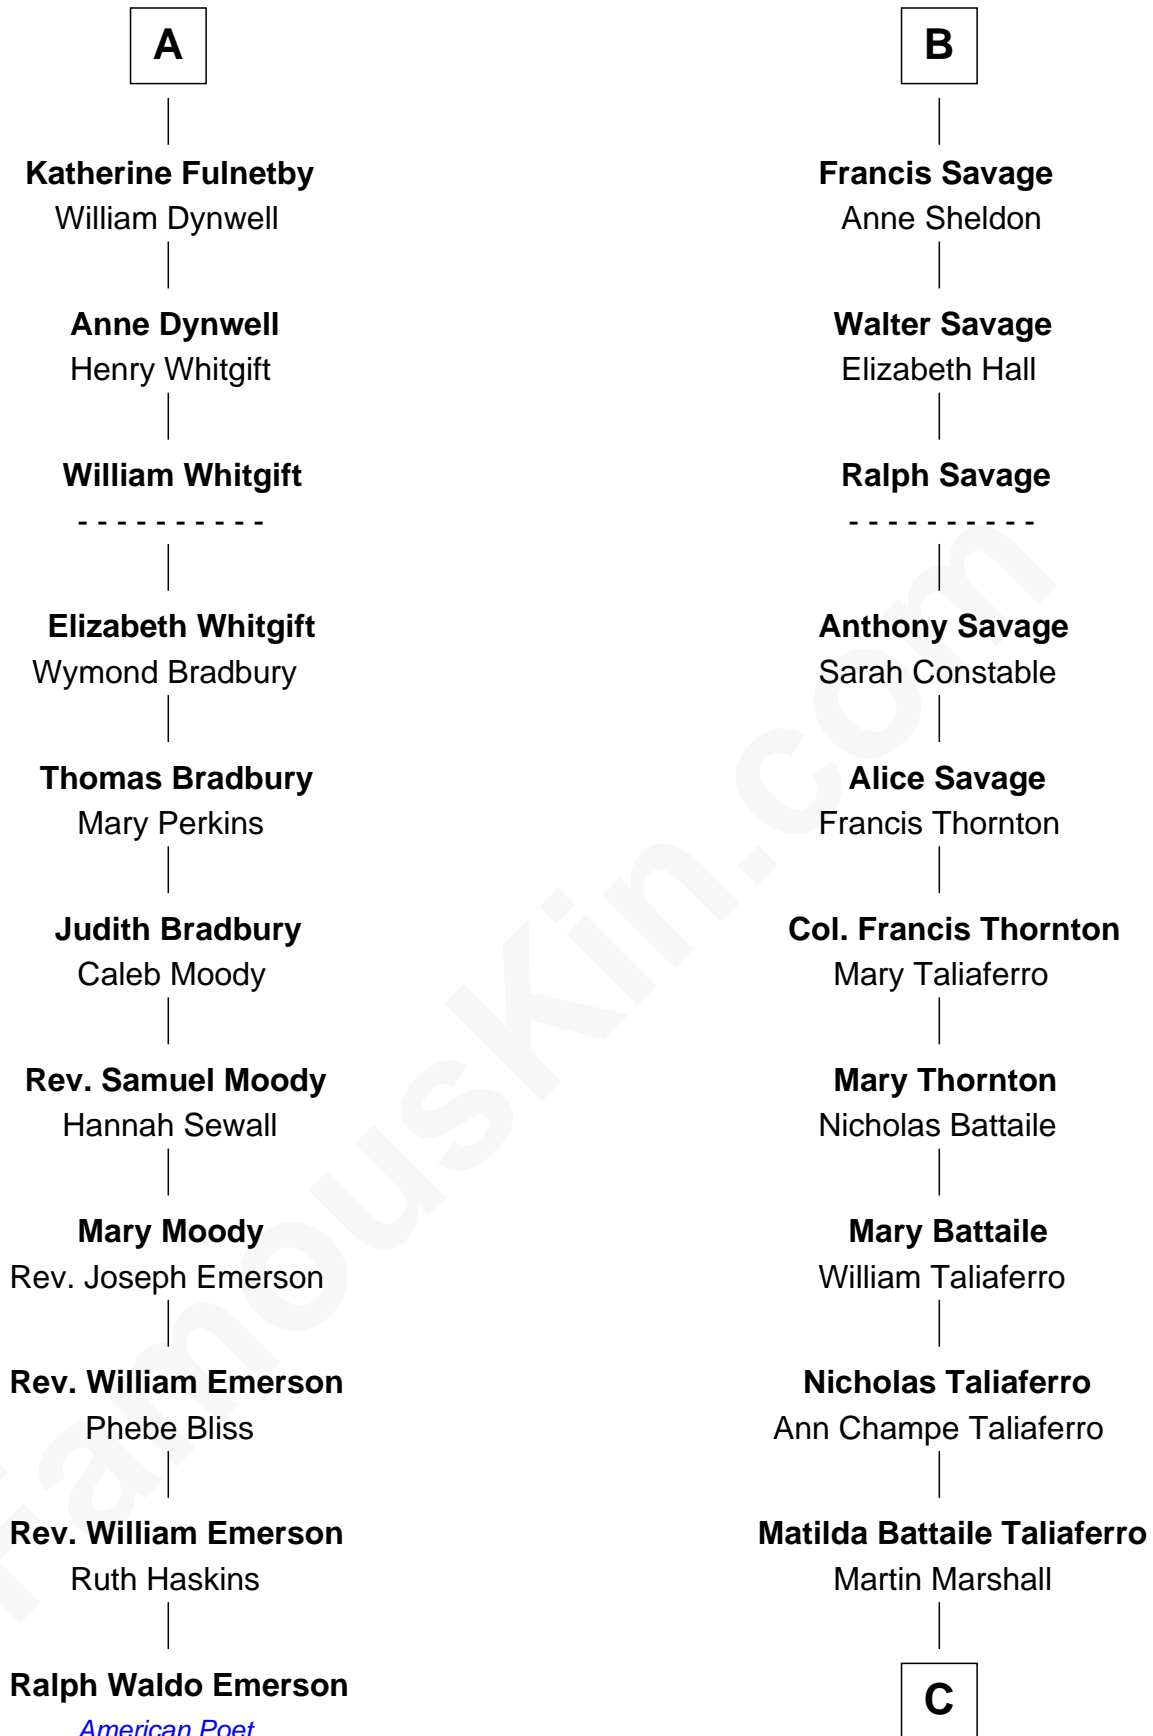 A
Katherine Fulnetby
William Dynwell
Anne Dynwell
Henry Whitgift
William Whitgift
- - - - - - - - - -
Elizabeth Whitgift
Wymond Bradbury
Thomas Bradbury
Mary Perkins
Judith Bradbury
Caleb Moody
Rev. Samuel Moody
Hannah Sewall
Mary Moody
Rev. Joseph Emerson
Rev. William Emerson
Phebe Bliss
Rev. William Emerson
Ruth Haskins
Ralph Waldo Emerson
American Poet
B
Francis Savage
Anne Sheldon
Walter Savage
Elizabeth Hall
Ralph Savage
- - - - - - - - - -
Anthony Savage
Sarah Constable
Alice Savage
Francis Thornton
Col. Francis Thornton
Mary Taliaferro
Mary Thornton
Nicholas Battaile
Mary Battaile
William Taliaferro
Nicholas Taliaferro
Ann Champe Taliaferro
Matilda Battaile Taliaferro
Martin Marshall
C
FamousKin.com